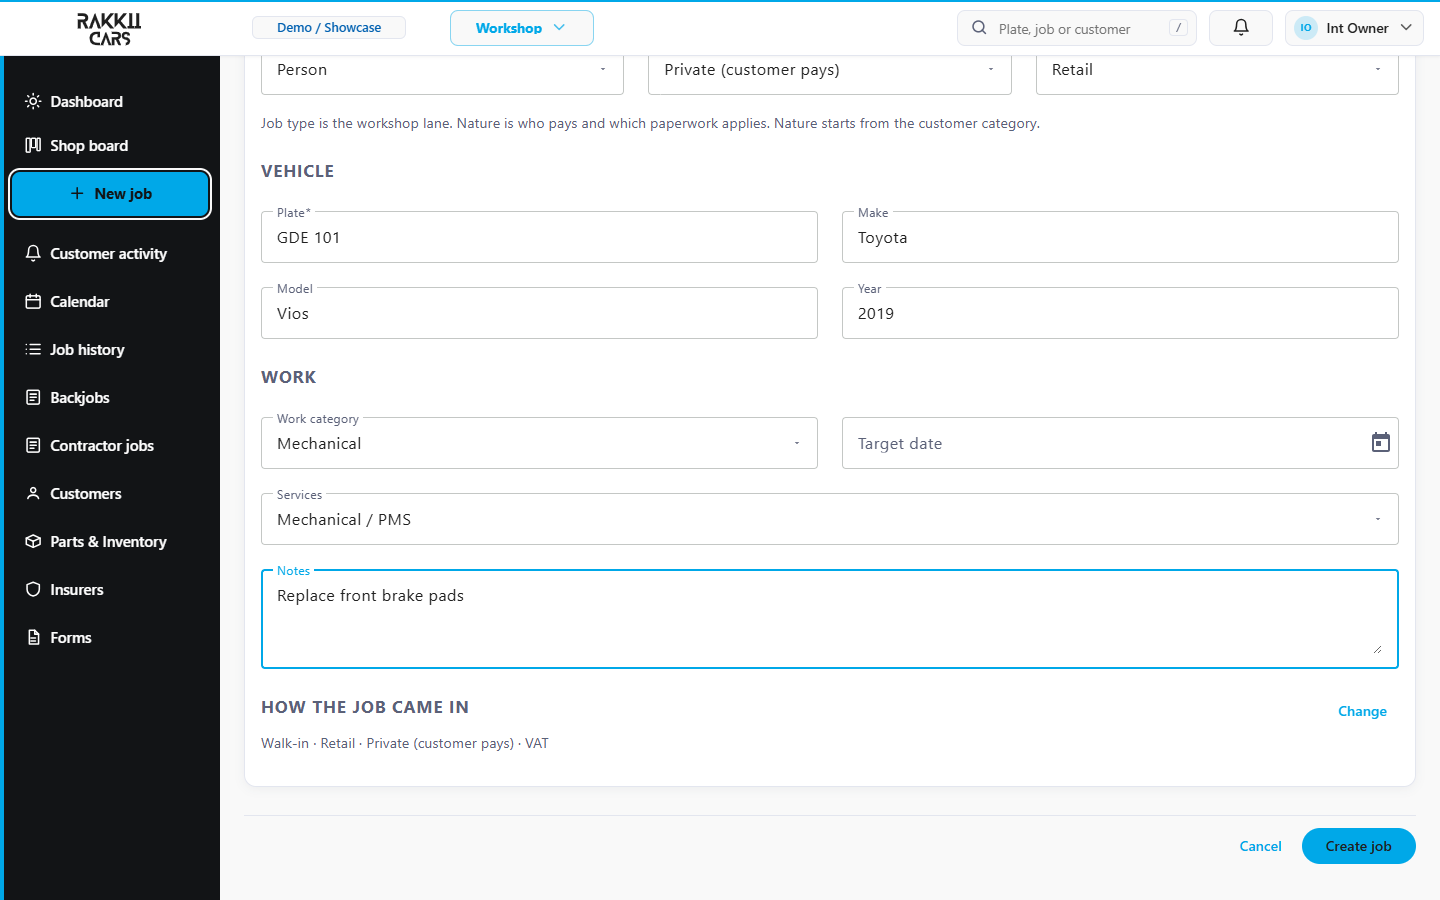 RAKKII
CARS
Demo / Showcase
Workshop
Plate, job or customer
/
IO
Int Owner
Dashboard
Shop board
New job
Customer activity
Calendar
Job history
Backjobs
Contractor jobs
Customers
Parts & Inventory
Insurers
Forms
Person
Private (customer pays)
Retail
Job type is the workshop lane. Nature is who pays and which paperwork applies. Nature starts from the customer category.
VEHICLE
Plate*
GDE 101
Make
Toyota
Model
Vios
Year
2019
WORK
Work category
Mechanical
Target date
Services
Mechanical / PMS
Notes
Replace front brake pads
HOW THE JOB CAME IN
Change
Walk-in · Retail · Private (customer pays) · VAT
Cancel
Create job